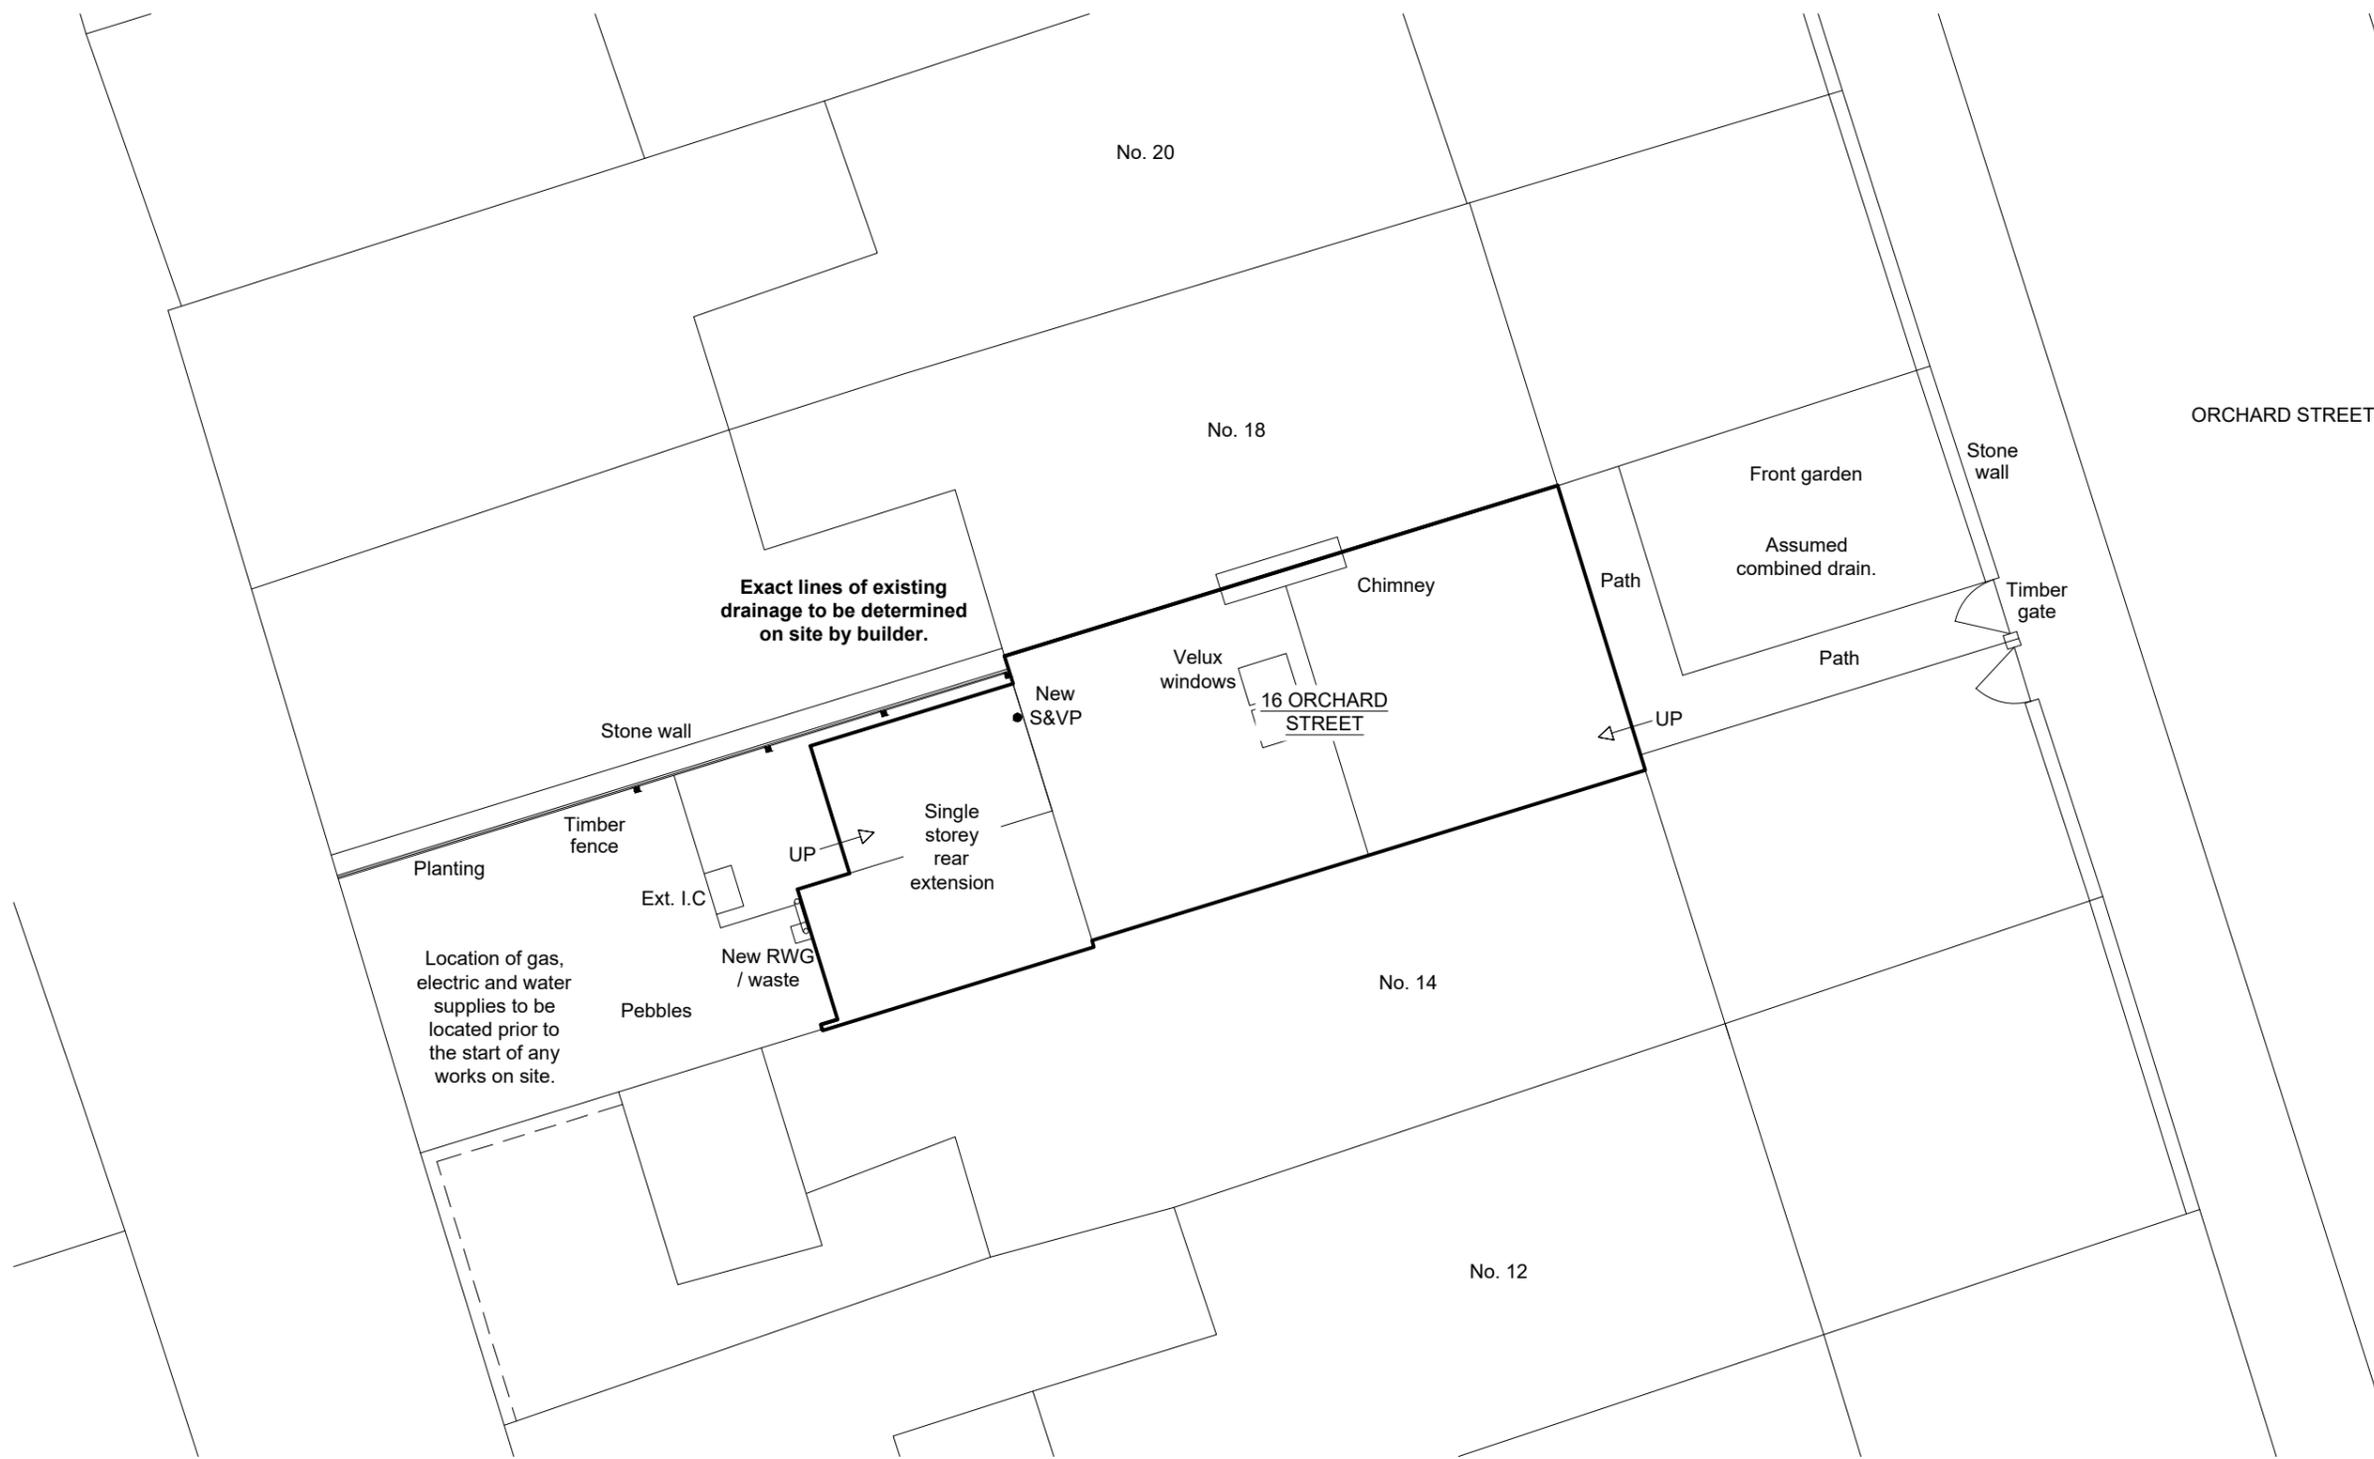 No. 20
ORCHARD STREET
No. 18
Stone
wall
Front garden
Assumed
combined drain.
Exact lines of existing
drainage to be determined
on site by builder.
Chimney
Path
Timber
gate
Velux
windows
Path
New
S&VP
16 ORCHARD
STREET
UP
Stone wall
Single
storey
rear
extension
Timber
fence
UP
Planting
Ext. I.C
New RWG
/ waste
Location of gas,
electric and water
supplies to be
located prior to
the start of any
works on site.
Pebbles
No. 14
No. 12